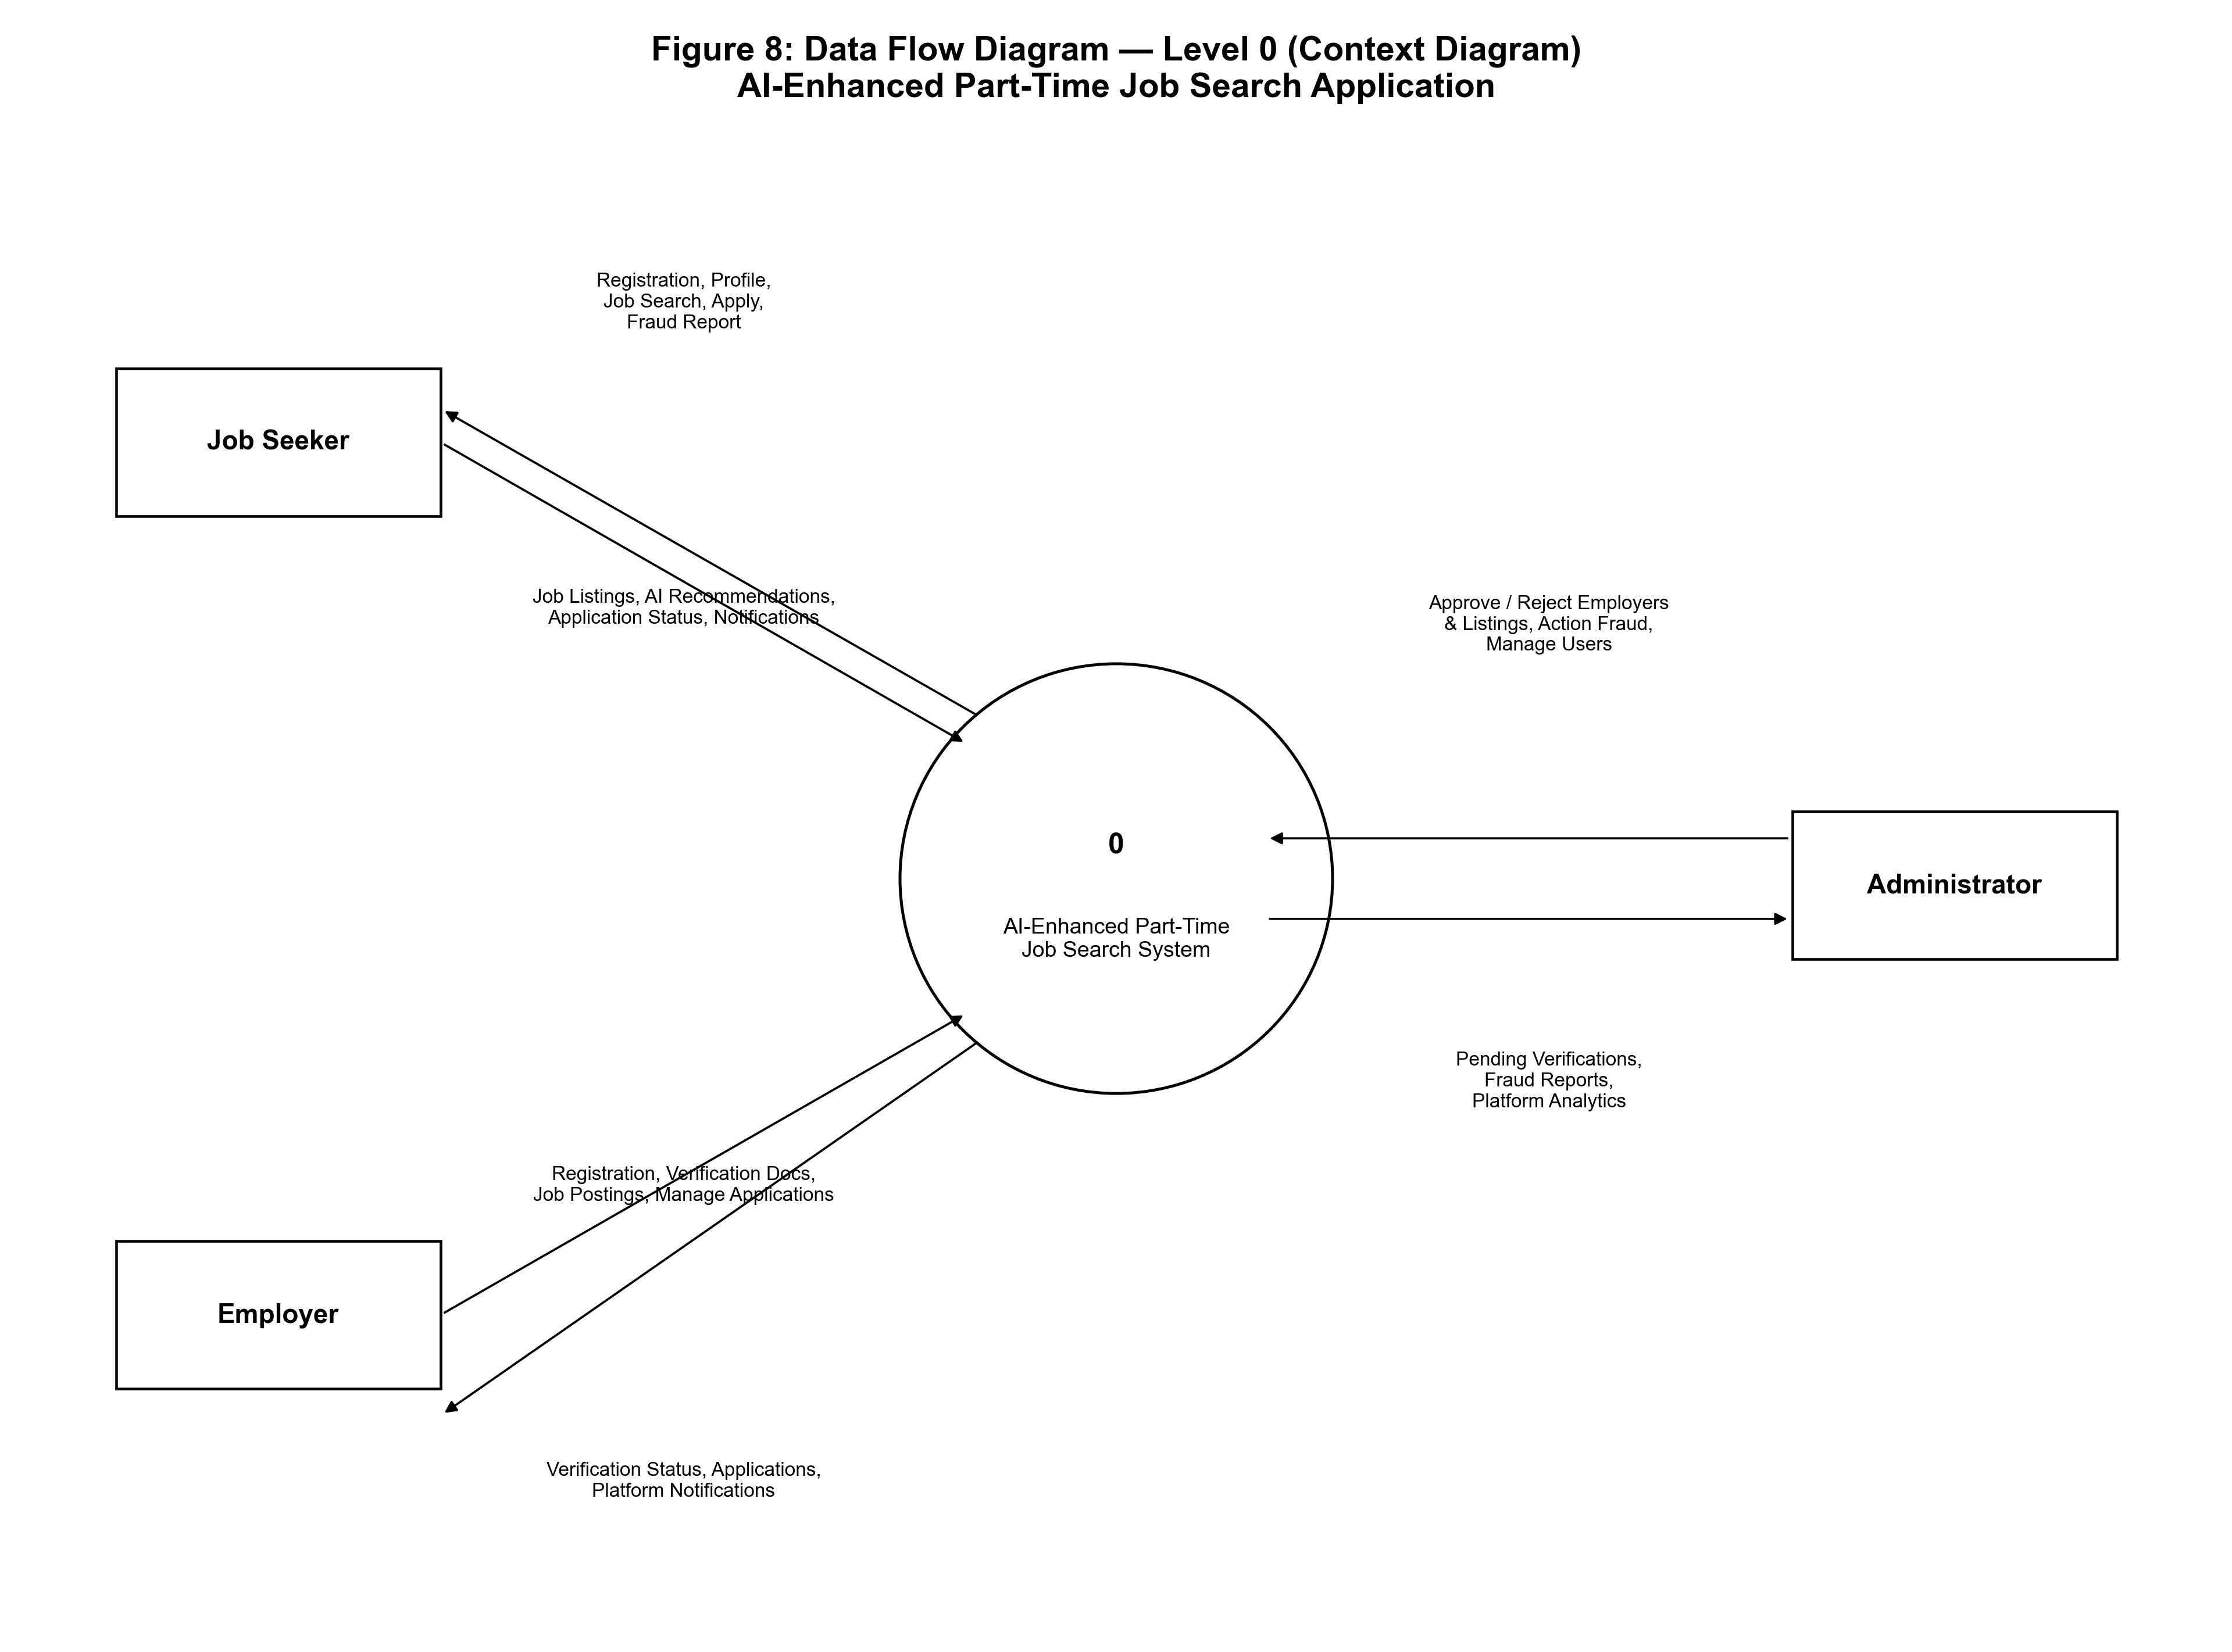 Figure 8: Data Flow Diagram — Level 0 (Context Diagram)
AI-Enhanced Part-Time Job Search Application
Registration, Profile,
Job Search, Apply,
Fraud Report
Job Seeker
Job Listings, AI Recommendations,
Application Status, Notifications
Approve / Reject Employers
& Listings, Action Fraud,
Manage Users
0
AI-Enhanced Part-Time
Job Search System
Administrator
Pending Verifications,
Fraud Reports,
Platform Analytics
Registration, Verification Docs,
Job Postings, Manage Applications
Employer
Verification Status, Applications,
Platform Notifications